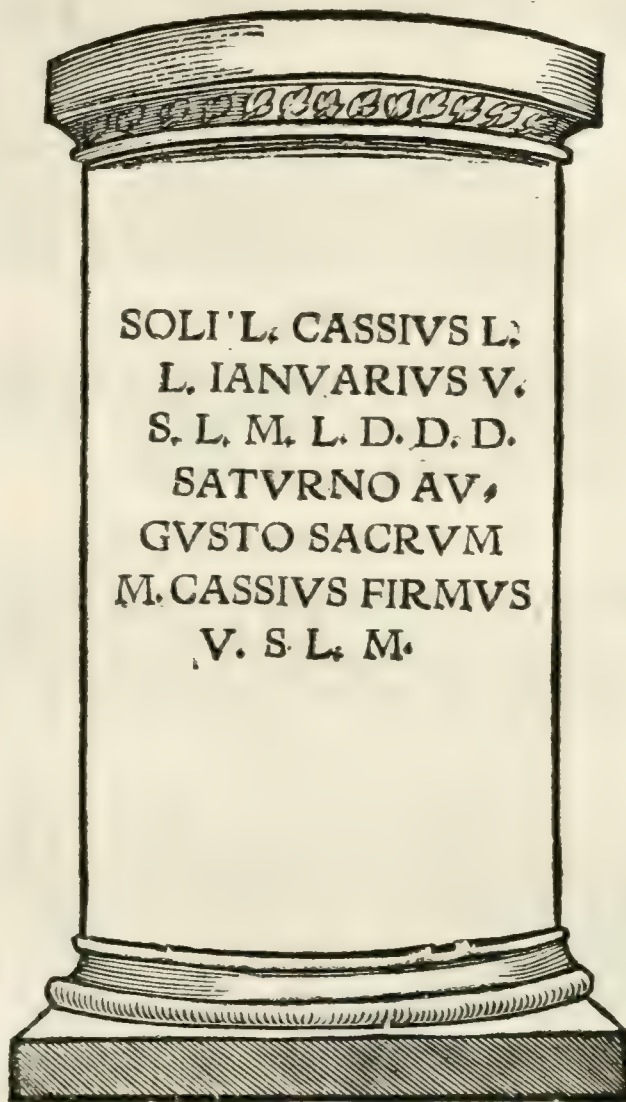 SOLI L. CASSIVS L.
L. IANVARIVS V.
S. L. M. L. D. D. D.
SATVRNO AV,
GVSTO SACRVM
M. CASSIVS FIRMVS
V. S. L. M.